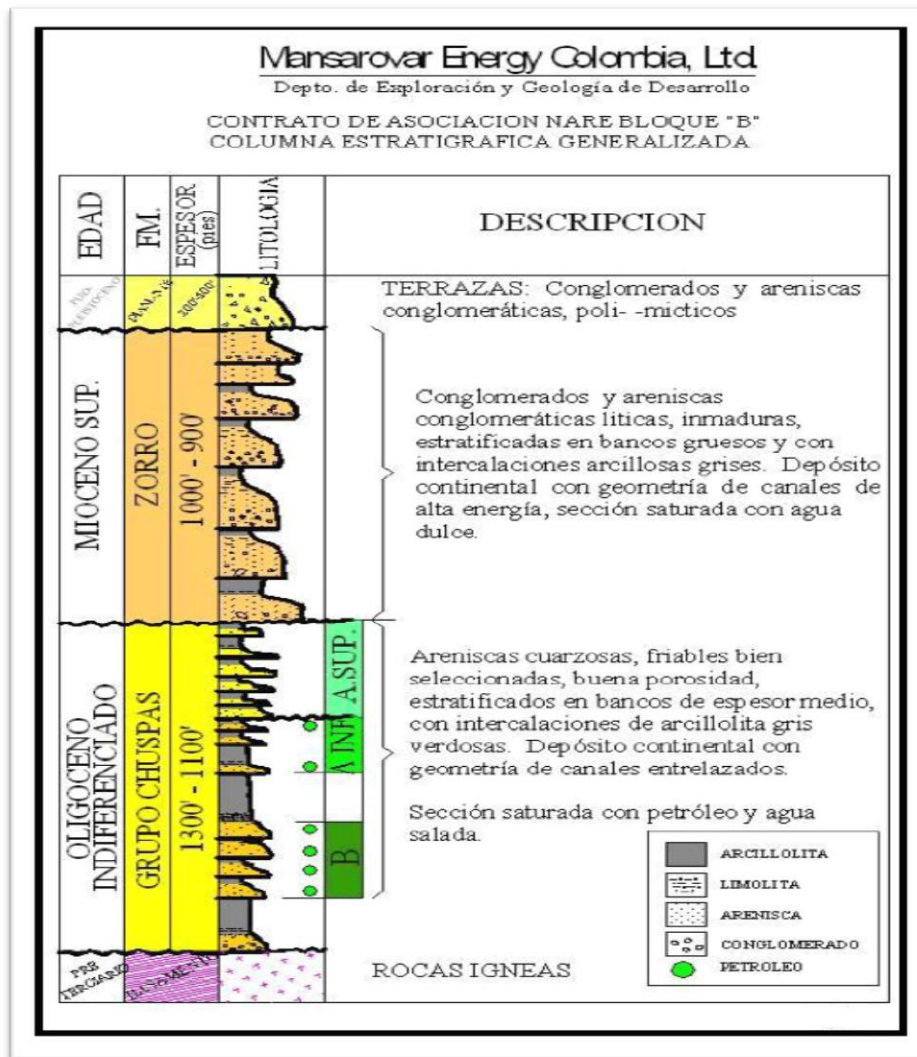 Mansarovar Energy Colombia, Ltd.
Depto. de Exploración y Geología de Desarrollo
CONTRATO DE ASOCIACION NARE BLOQUE "B"
COLUMNA ESTRATIGRAFICA GENERALIZADA
EDAD
FM.
ESPESOR
(pies)
LITOLOGIA
DESCRIPCION
TERRAZAS: Conglomerados y areniscas
conglomeráticas, poli- -micticos
MIOCENO SUP.
ZORRO
1000' - 900'
Conglomerados y areniscas
conglomeráticas liticas, inmaduras,
estratificadas en bancos gruesos y con
intercalaciones arcillosas grises. Depósito
continental con geometría de canales de
alta energía, sección saturada con agua
dulce.
OLIGOCENO
INDIFERENCIADO
GRUPO CHUSPAS
1300' - 1100'
A.SUP.
A INF
B
Areniscas cuarzosas, friables bien
seleccionadas, buena porosidad,
estratificados en bancos de espesor medio,
con intercalaciones de arcillolita gris
verdosas. Depósito continental con
geometría de canales entrelazados.
Sección saturada con petróleo y agua
salada.
ARCILLOLITA
LIMOLITA
ARENISCA
CONGLOMERADO
PETROLEO
PRE
TERCIARIO
ROCAS IGNEAS